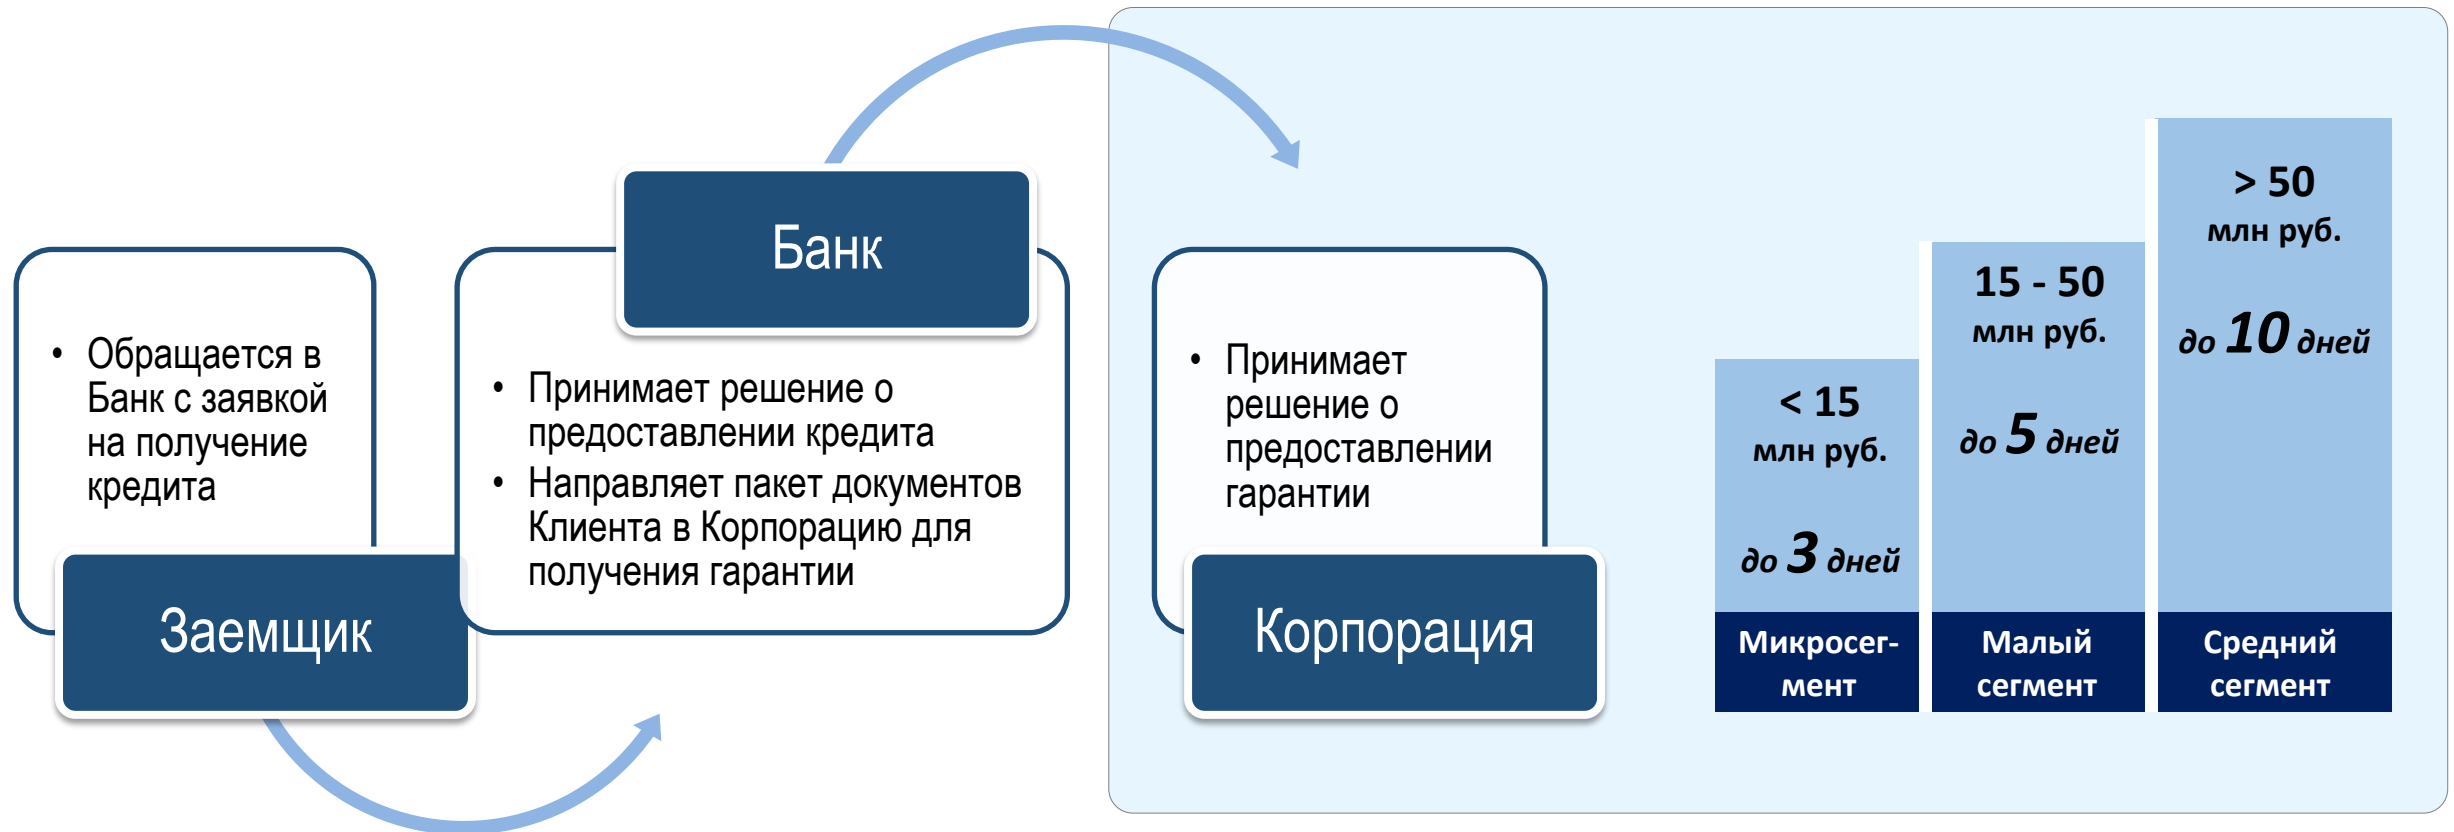 • Обращается в
Банк с заявкой
на получение
кредита
Заемщик
Банк
• Принимает решение о
предоставлении кредита
• Направляет пакет документов
Клиента в Корпорацию для
получения гарантии
• Принимает
решение о
предоставлении
гарантии
Корпорация
< 15
млн руб.
до 3 дней
Микросег-
мент
15 - 50
млн руб.
до 5 дней
Малый
сегмент
> 50
млн руб.
до 10 дней
Средний
сегмент